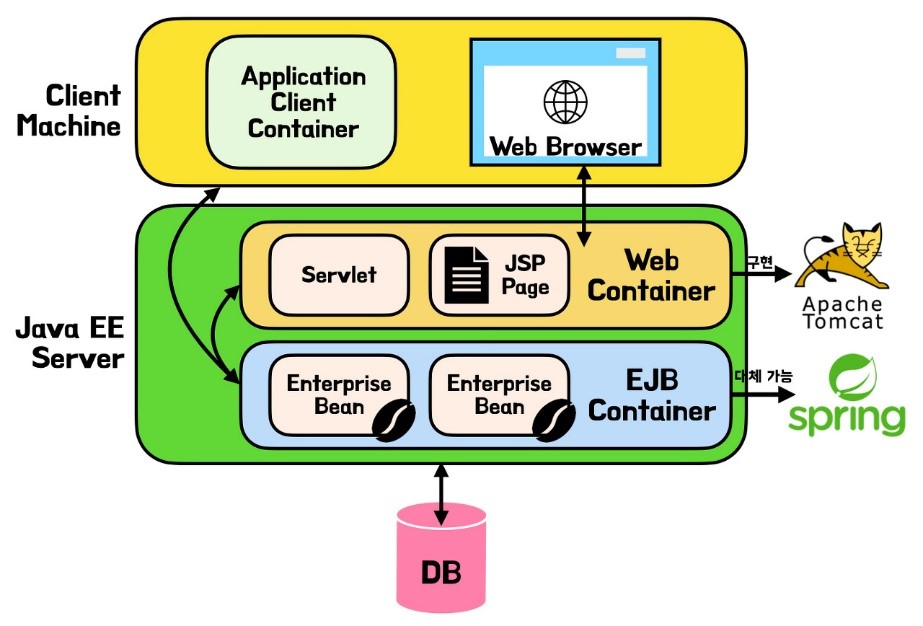 Client
Machine
Application
Client
Container
Web Browser
Java EE
Server
Servlet
JSP
Page
Web
Container
구현
Apache
Tomcat
Enterprise
Bean
Enterprise
Bean
EJB
Container
대체 가능
spring
DB